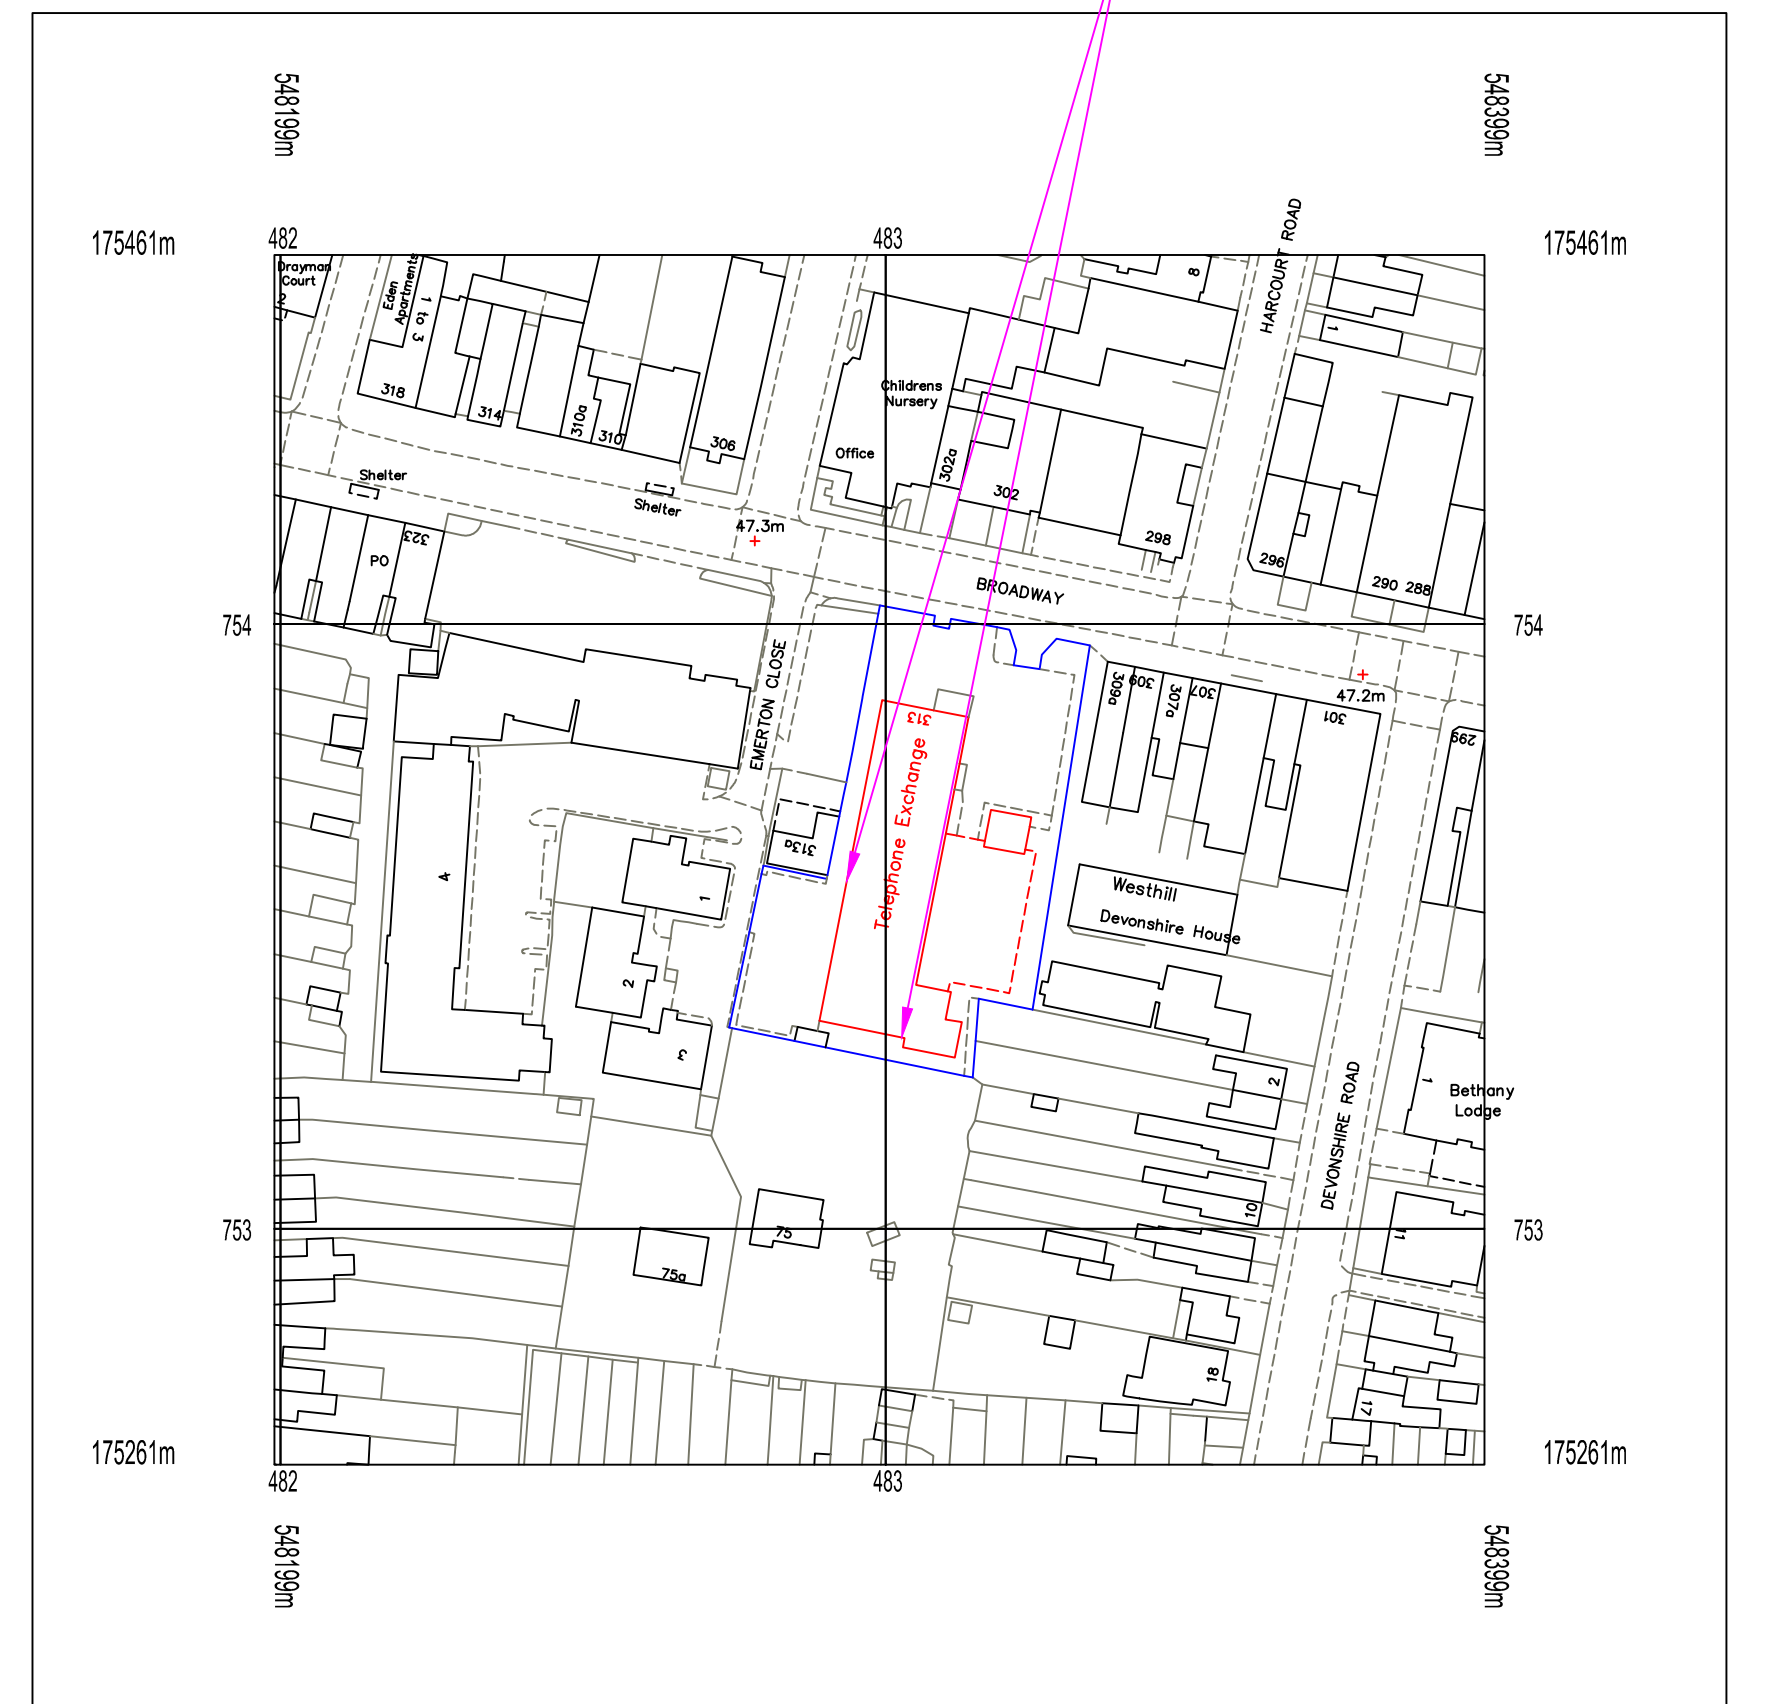 548199m
548399m
175461m
482
483
175461m
HARCOURT ROAD
Drayman
Court
2
Eden
Apartments
1 to 3
8
1
318
314
310a
310
306
Childrens
Nursery
Office
302a
302
298
296
290
288
Shelter
Shelter
47.3m
323
PO
BROADWAY
754
754
EMERTON CLOSE
313
Telephone Exchange
309a
309
307a
307
301
47.2m
299
313a
4
1
2
3
Westhill
Devonshire House
2
DEVONSHIRE ROAD
1
Bethany
Lodge
10
11
753
753
75
75a
18
17
175261m
482
483
175261m
548199m
548399m